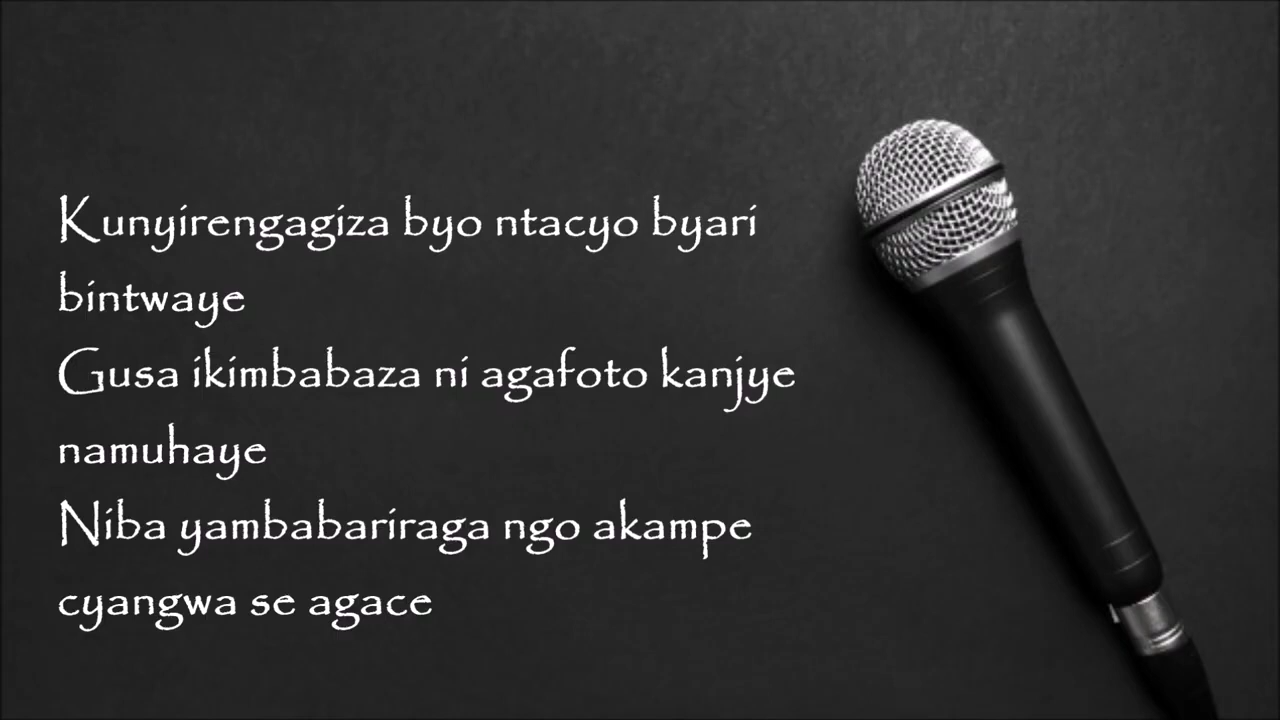 Kunyirengagiza byo ntacyo byari
bintwaye
Gusa ikimbabaza ni agafoto kanjye
namuhaye
Niba yambabariraga ngo akampe
cyangwa se agace